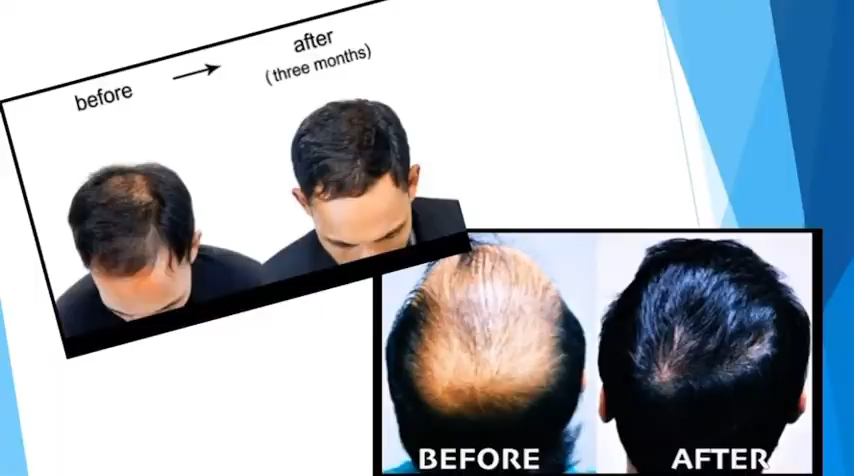 before
after
(three months)
BEFORE
AFTER